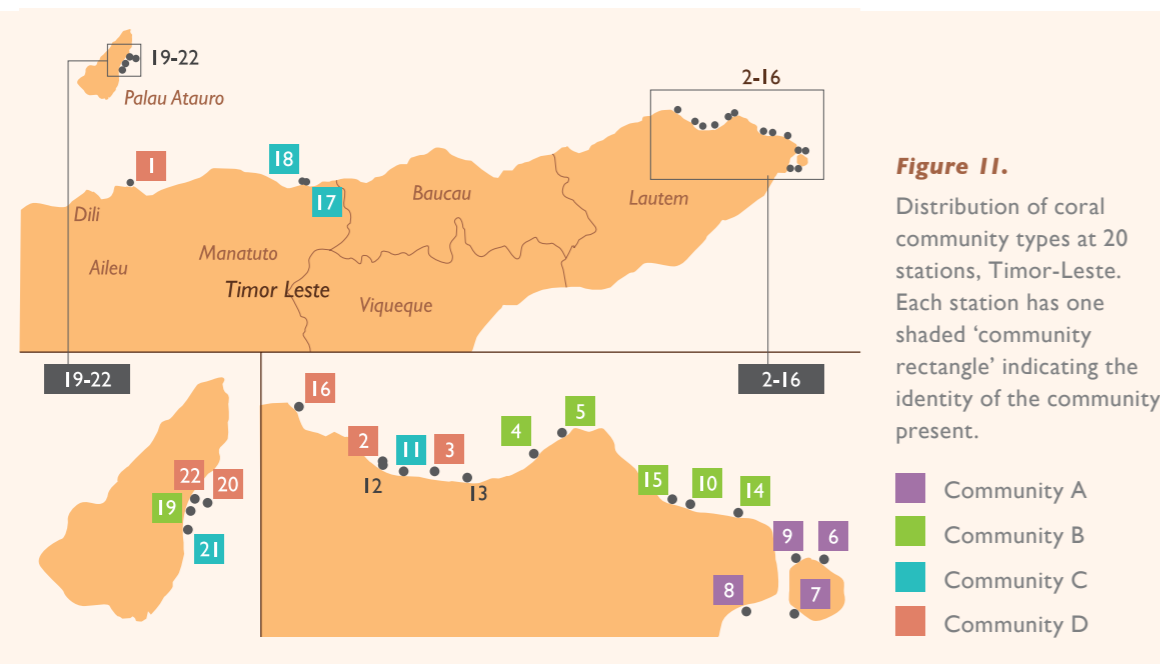 19-22
Palau Atauro
2-16
1
18
17
Dili
Aileu
Manatuto
Timor Leste
Baucau
Viqueque
Lautem
19-22
2-16
22
20
19
21
16
2
12
11
3
13
4
5
15
10
14
9
6
8
7
Figure 11.
Distribution of coral
community types at 20
stations, Timor-Leste.
Each station has one
shaded ‘community
rectangle’ indicating the
identity of the community
present.
Community A
Community B
Community C
Community D